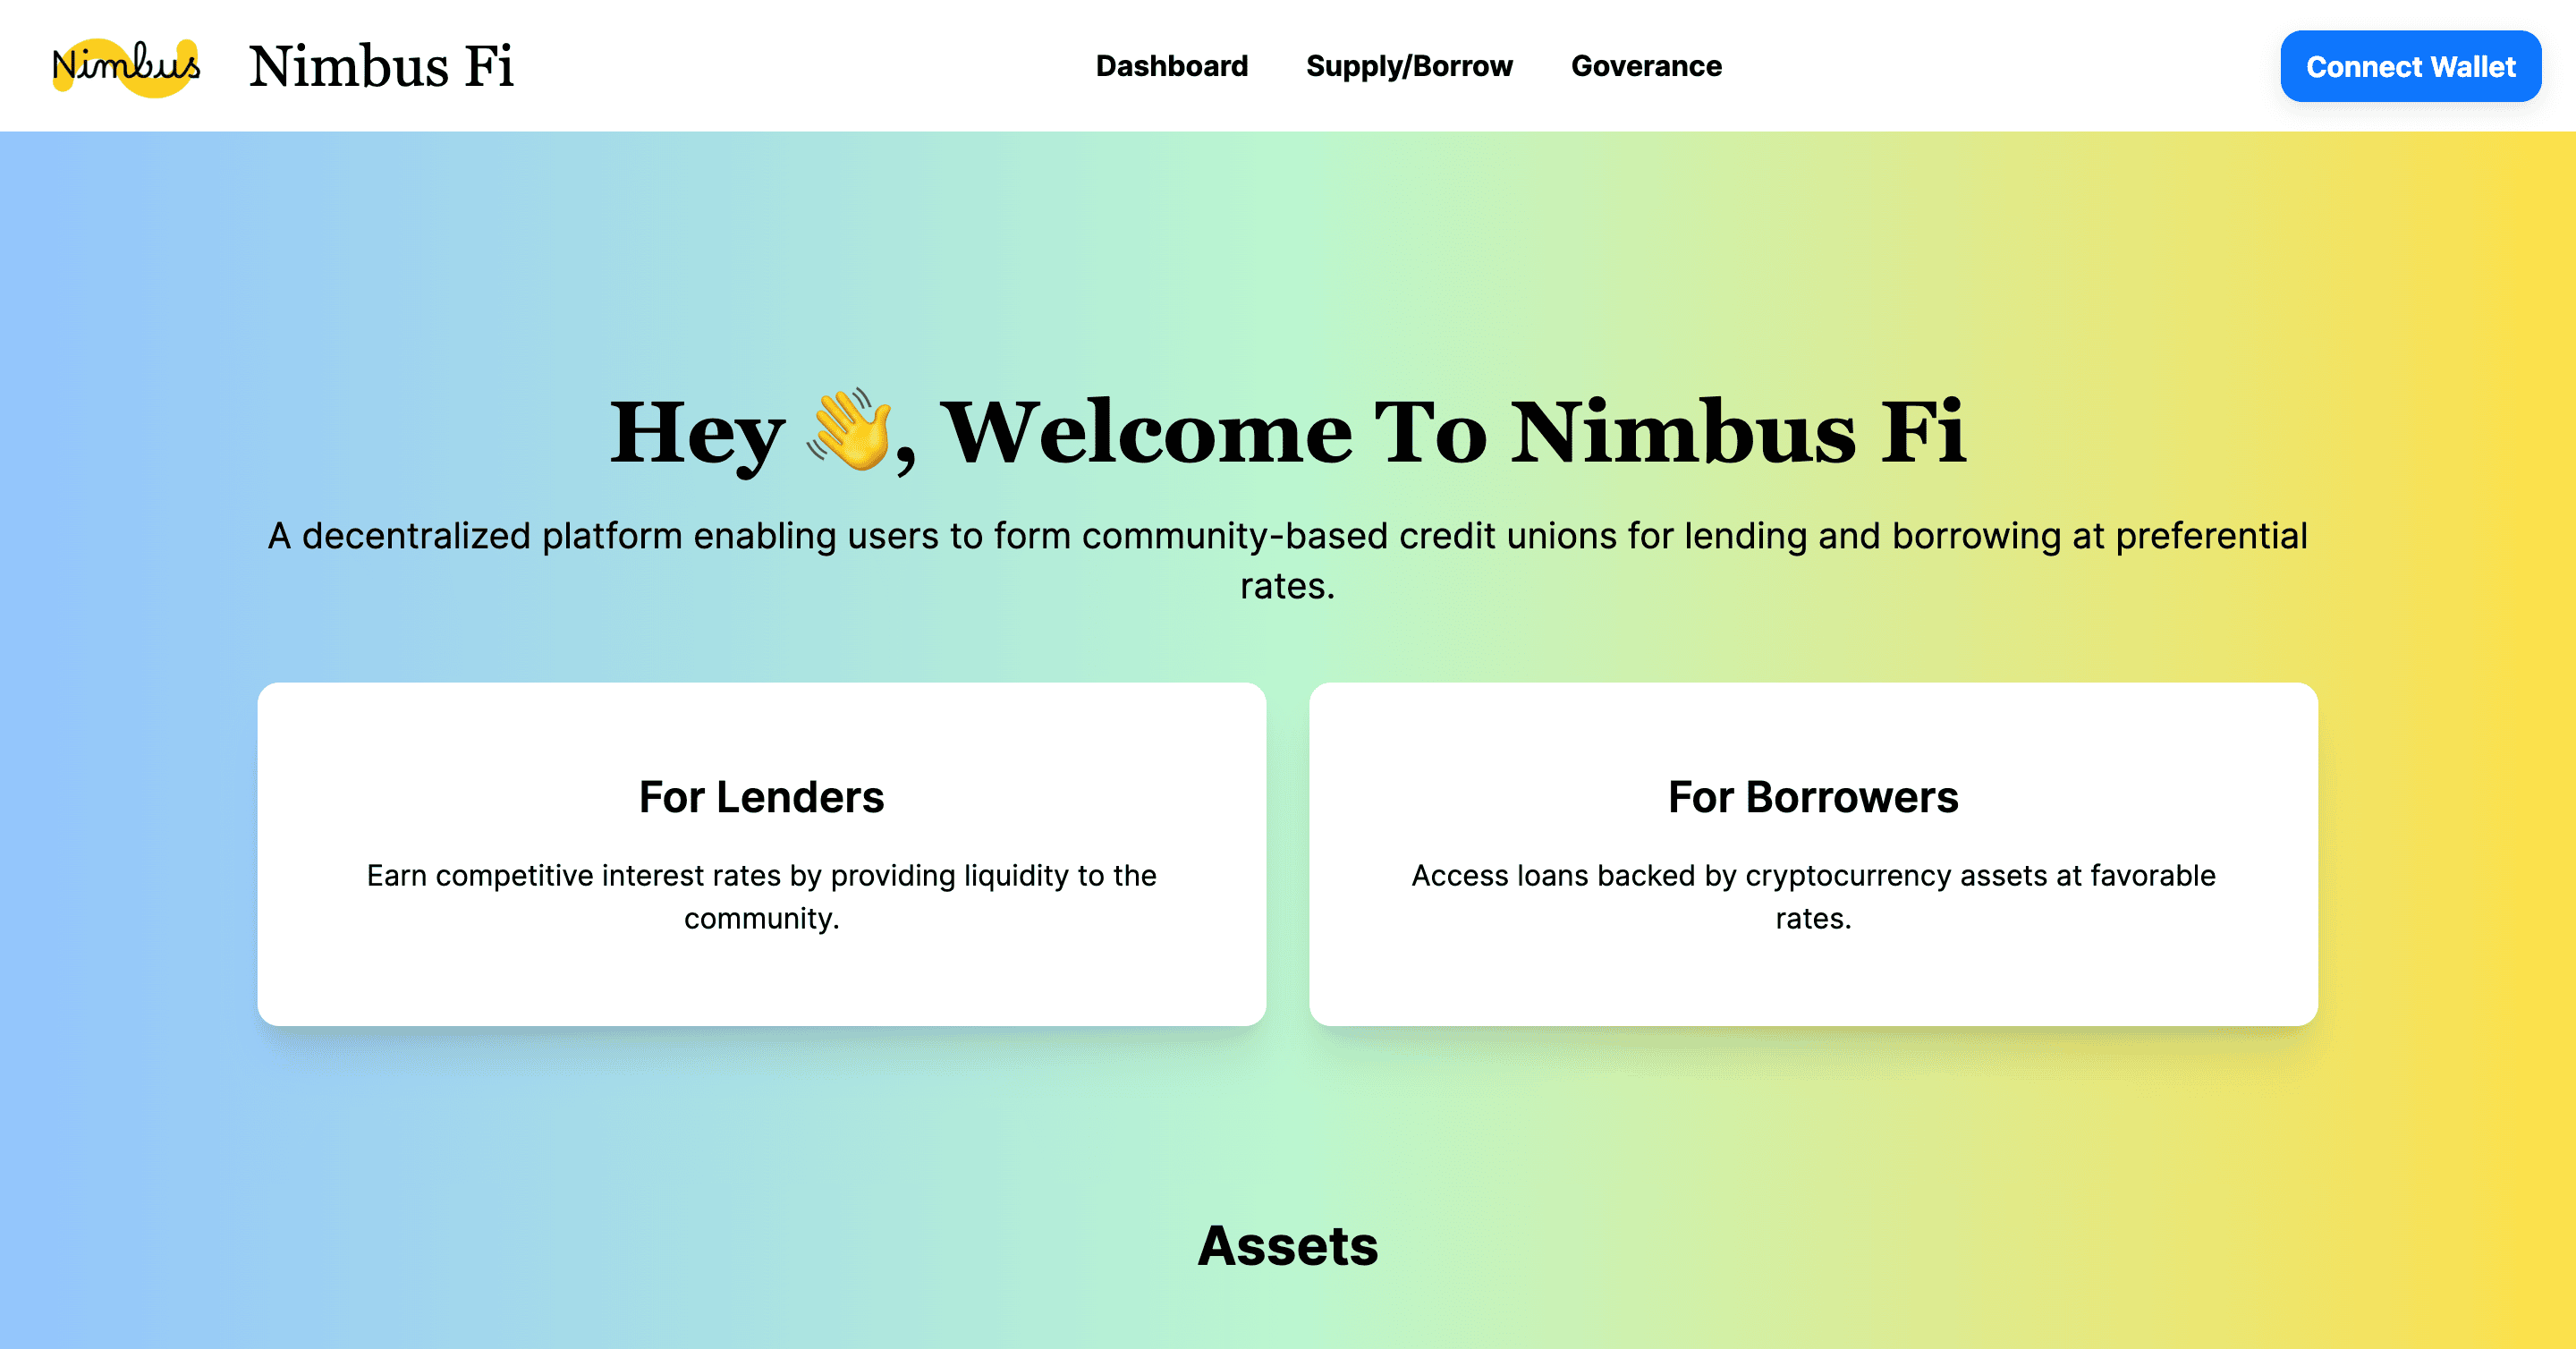 Nimbus
Nimbus Fi
Dashboard
Supply/Borrow
Goverance
Connect Wallet
Hey 👋, Welcome To Nimbus Fi
A decentralized platform enabling users to form community-based credit unions for lending and borrowing at preferential
rates.
For Lenders
Earn competitive interest rates by providing liquidity to the
community.
For Borrowers
Access loans backed by cryptocurrency assets at favorable
rates.
Assets